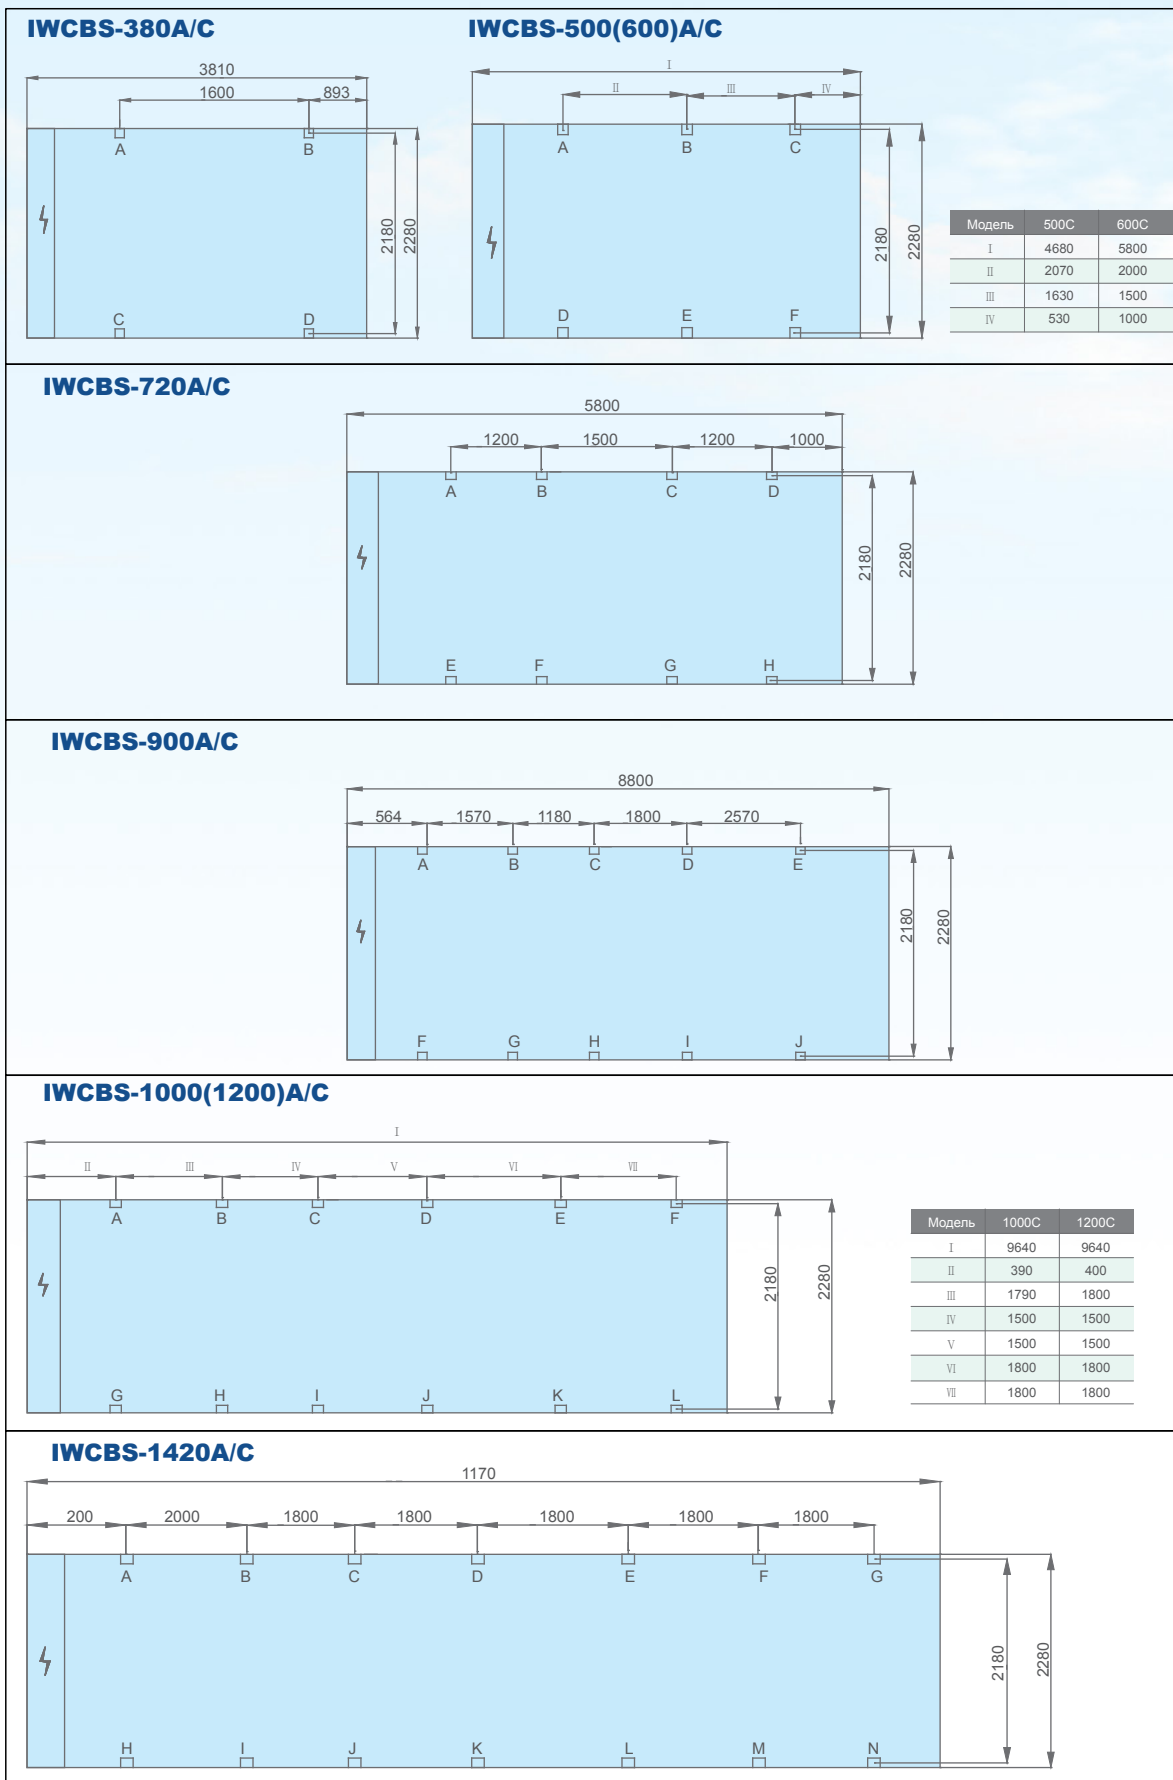 IWCBS-380A/C
3810
1600 893
A B
2180
2280
C D
IWCBS-500(600)A/C
Ⅰ
Ⅱ Ⅲ Ⅳ
A B C
2180
2280
D E F
Модель 500C 600C
Ⅰ 4680 5800
Ⅱ 2070 2000
Ⅲ 1630 1500
Ⅳ 530 1000
IWCBS-720A/C
5800
1200 1500 1200 1000
A B C D
2180
2280
E F G H
IWCBS-900A/C
8800
564 1570 1180 1800 2570
A B C D E
2180
2280
F G H I J
IWCBS-1000(1200)A/C
Ⅰ
Ⅱ Ⅲ Ⅳ Ⅴ Ⅵ Ⅶ
A B C D E F
2180
2280
G H I J K L
Модель 1000C 1200C
Ⅰ 9640 9640
Ⅱ 390 400
Ⅲ 1790 1800
Ⅳ 1500 1500
Ⅴ 1500 1500
Ⅵ 1800 1800
Ⅶ 1800 1800
IWCBS-1420A/C
1170
200 2000 1800 1800 1800 1800 1800
A B C D E F G
2180
2280
H I J K L M N